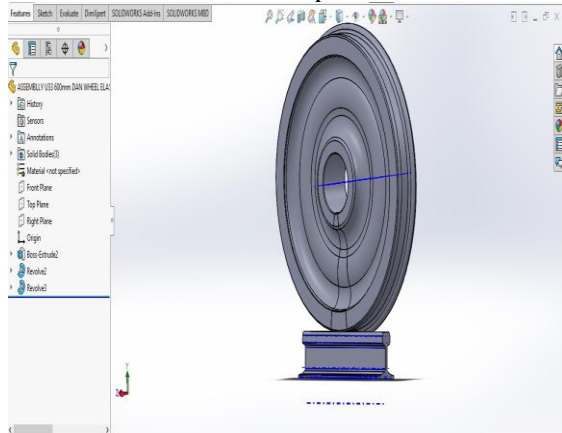 Features Sketch Evaluate DimXpert SOLIDWORKS Add-Ins SOLIDWORKS MBD
ASSEMBLLY U33 600mm DAN WHEEL ELAS
History
Sensors
Annotations
Solid Bodies(3)
Material <not specified>
Front Plane
Top Plane
Right Plane
Origin
Boss-Extrude2
Revolve2
Revolve3
Y
Z